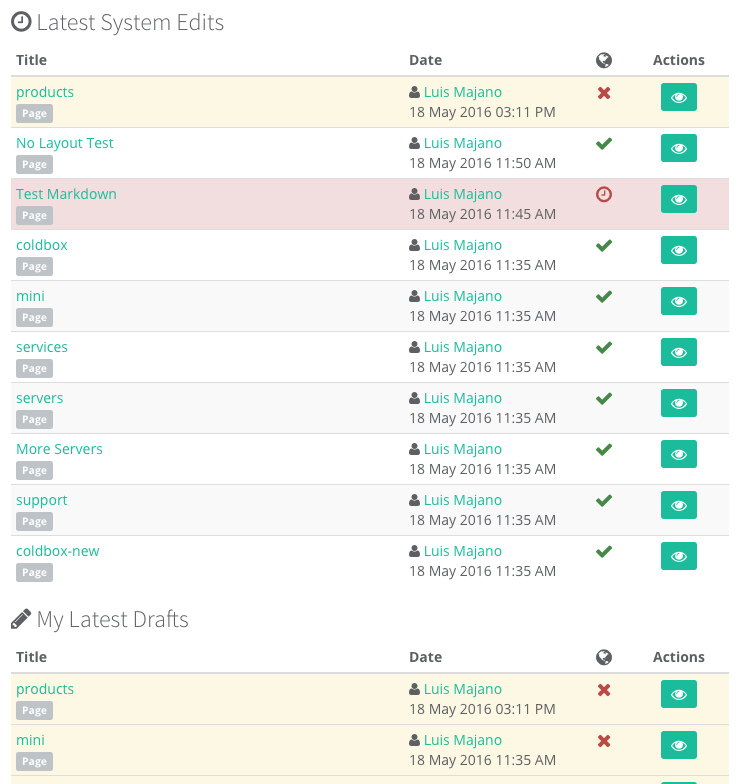 Latest System Edits
Title Date Actions
products Luis Majano
Page 18 May 2016 03:11 PM
No Layout Test Luis Majano
Page 18 May 2016 11:50 AM
Test Markdown Luis Majano
Page 18 May 2016 11:45 AM
coldbox Luis Majano
Page 18 May 2016 11:35 AM
mini Luis Majano
Page 18 May 2016 11:35 AM
services Luis Majano
Page 18 May 2016 11:35 AM
servers Luis Majano
Page 18 May 2016 11:35 AM
More Servers Luis Majano
Page 18 May 2016 11:35 AM
support Luis Majano
Page 18 May 2016 11:35 AM
coldbox-new Luis Majano
Page 18 May 2016 11:35 AM
My Latest Drafts
Title Date Actions
products Luis Majano
Page 18 May 2016 03:11 PM
mini Luis Majano
Page 18 May 2016 11:35 AM